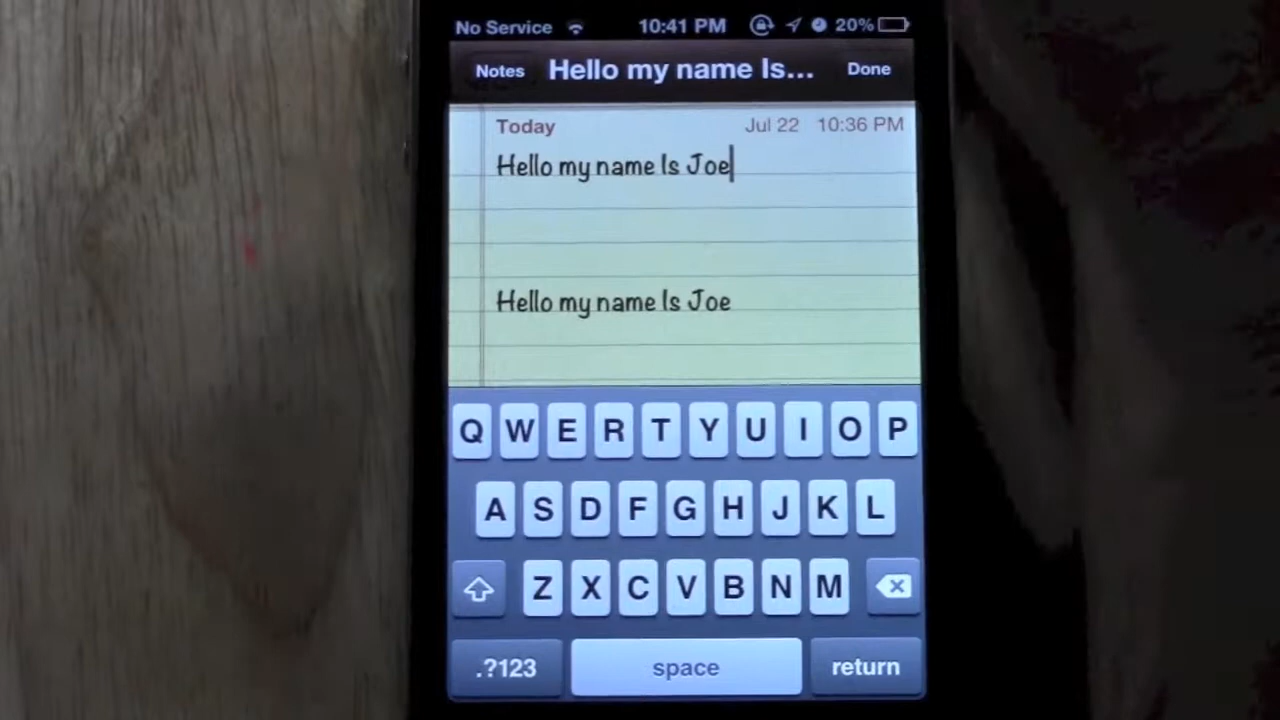 No Service 10:41 PM 20%
Notes Hello my name Is... Done
Today Jul 22 10:36 PM
Hello my name Is Joe
Hello my name Is Joe
Q W E R T Y U I O P
A S D F G H J K L
Z X C V B N M
.?123 space return